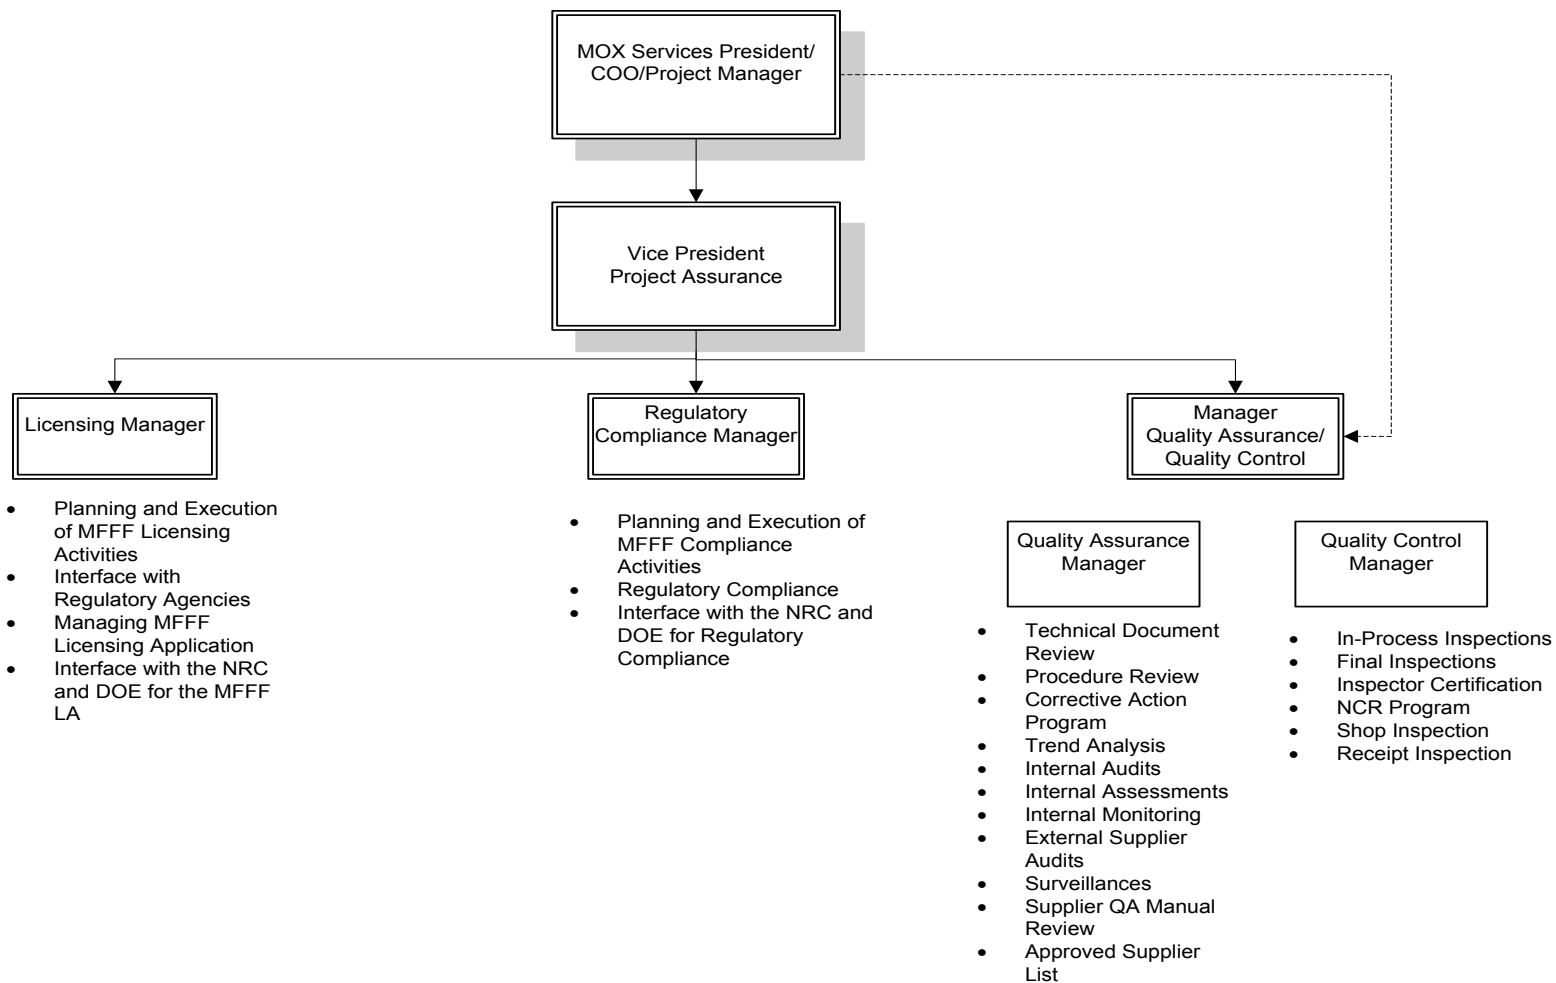 MOX Services President/
COO/Project Manager
Vice President
Project Assurance
Licensing Manager
• Planning and Execution
of MFFF Licensing
Activities
• Interface with
Regulatory Agencies
• Managing MFFF
Licensing Application
• Interface with the NRC
and DOE for the MFFF
LA
Regulatory
Compliance Manager
• Planning and Execution of
MFFF Compliance
Activities
• Regulatory Compliance
• Interface with the NRC and
DOE for Regulatory
Compliance
Manager
Quality Assurance/
Quality Control
Quality Assurance
Manager
• Technical Document
Review
• Procedure Review
• Corrective Action
Program
• Trend Analysis
• Internal Audits
• Internal Assessments
• Internal Monitoring
• External Supplier
Audits
• Surveillances
• Supplier QA Manual
Review
• Approved Supplier
List
Quality Control
Manager
• In-Process Inspections
• Final Inspections
• Inspector Certification
• NCR Program
• Shop Inspection
• Receipt Inspection